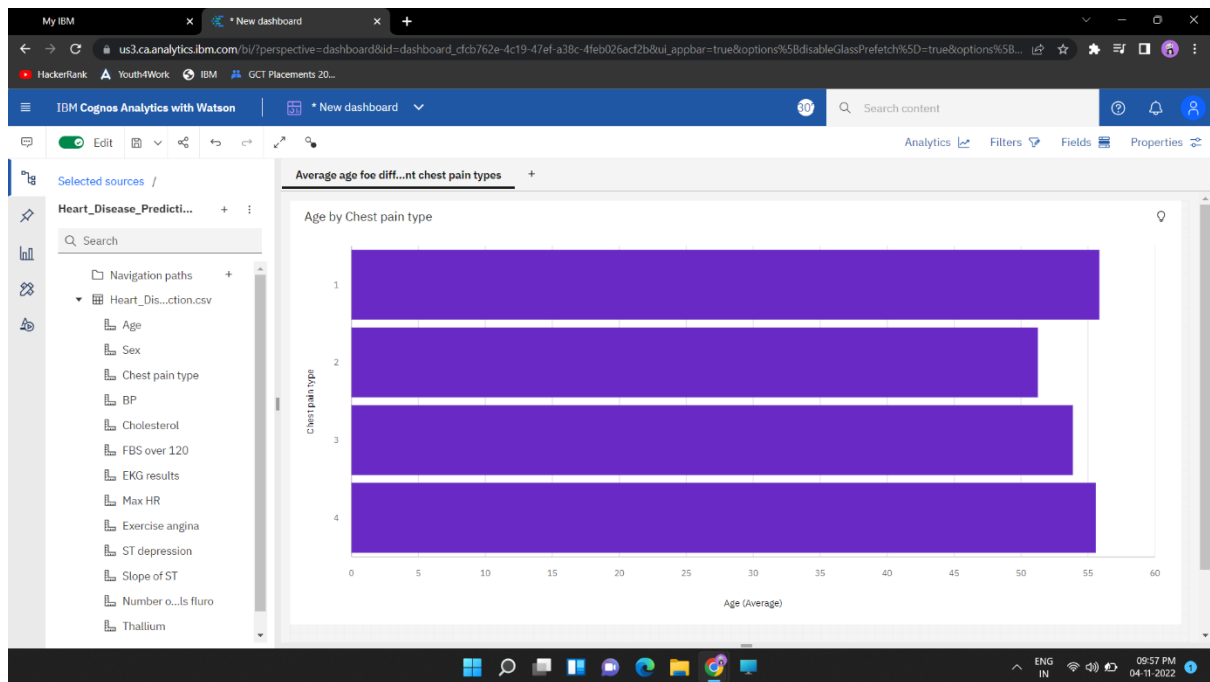 My IBM
* New dashboard
us3.ca.analytics.ibm.com/bi/?perspective=dashboard&id=dashboard_cfcb762e-4c19-47ef-a38c-4feb026acf2b&ui_appbar=true&options%5BdisableGlassPrefetch%5D=true&options%5B...
HackerRank Youth4Work IBM GCT Placements 20...
IBM Cognos Analytics with Watson
* New dashboard
30
Search content
Edit
Analytics Filters Fields Properties
Selected sources /
Average age foe diff...nt chest pain types +
Heart_Disease_Predicti... +
Search
Navigation paths +
Heart_Dis...ction.csv
Age
Sex
Chest pain type
BP
Cholesterol
FBS over 120
EKG results
Max HR
Exercise angina
ST depression
Slope of ST
Number o...ls fluro
Thallium
Age by Chest pain type
Chest pain type
1
2
3
4
0 5 10 15 20 25 30 35 40 45 50 55 60
Age (Average)
ENG
IN
09:57 PM
04-11-2022
1